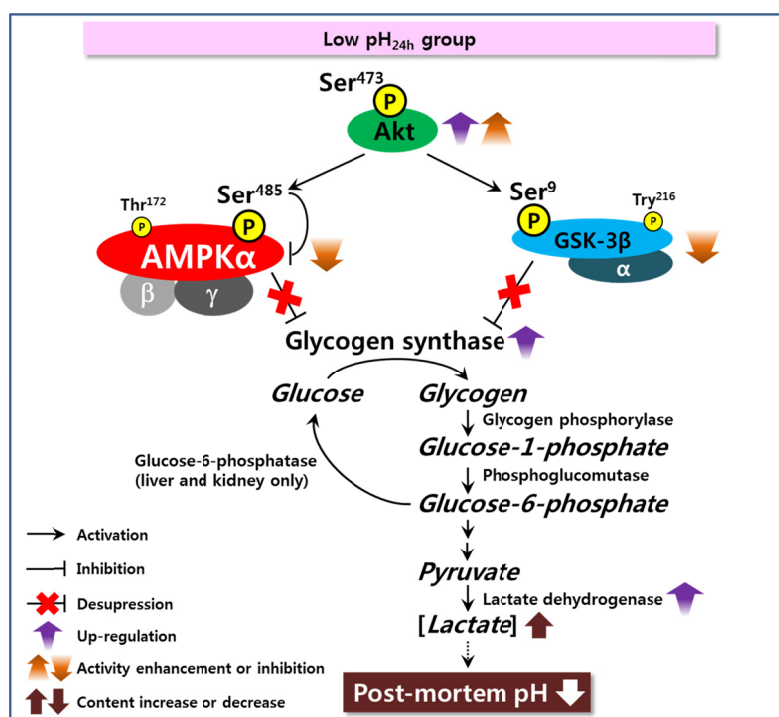 Low pH24h group
Ser473
P
Akt
Thr172
Ser485
P
P
AMPKα
β
γ
Ser9
Try216
P
P
GSK-3β
α
Glycogen synthase
Glucose
Glycogen
Glycogen phosphorylase
Glucose-1-phosphate
Glucose-6-phosphatase
(liver and kidney only)
Phosphoglucomutase
Glucose-6-phosphate
Pyruvate
Lactate dehydrogenase
[Lactate]
Post-mortem pH
Activation
Inhibition
Desupression
Up-regulation
Activity enhancement or inhibition
Content increase or decrease